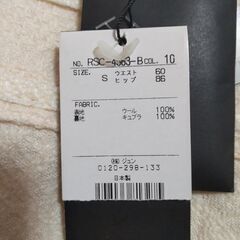 NO. RSC-4363-B COL. 10
SIZE. ウエスト 60
S ヒップ 86
FABRIC.
表地 ウール 100%
裏地 キュプラ 100%
㈱ ジュン
0120-298-133
日本製